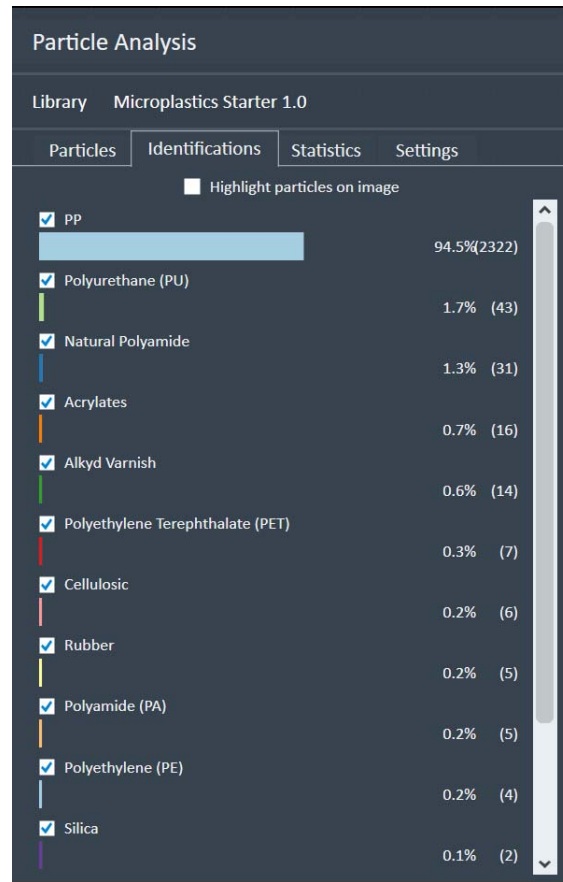 Particle Analysis
Library Microplastics Starter 1.0
Particles Identifications Statistics Settings
Highlight particles on image
PP
94.5%(2322)
Polyurethane (PU)
1.7% (43)
Natural Polyamide
1.3% (31)
Acrylates
0.7% (16)
Alkyd Varnish
0.6% (14)
Polyethylene Terephthalate (PET)
0.3% (7)
Cellulosic
0.2% (6)
Rubber
0.2% (5)
Polyamide (PA)
0.2% (5)
Polyethylene (PE)
0.2% (4)
Silica
0.1% (2)